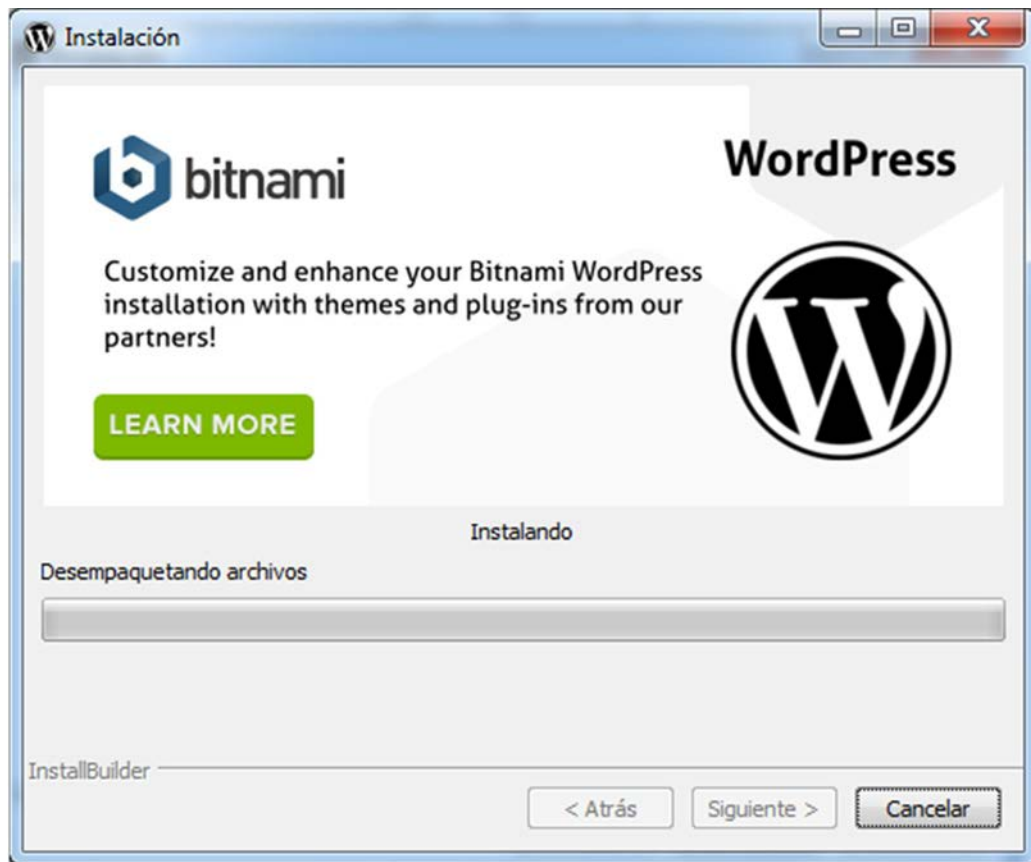 Instalación
bitnami
WordPress
Customize and enhance your Bitnami WordPress
installation with themes and plug-ins from our
partners!
LEARN MORE
Instalando
Desempaquetando archivos
InstallBuilder
< Atrás
Siguiente >
Cancelar